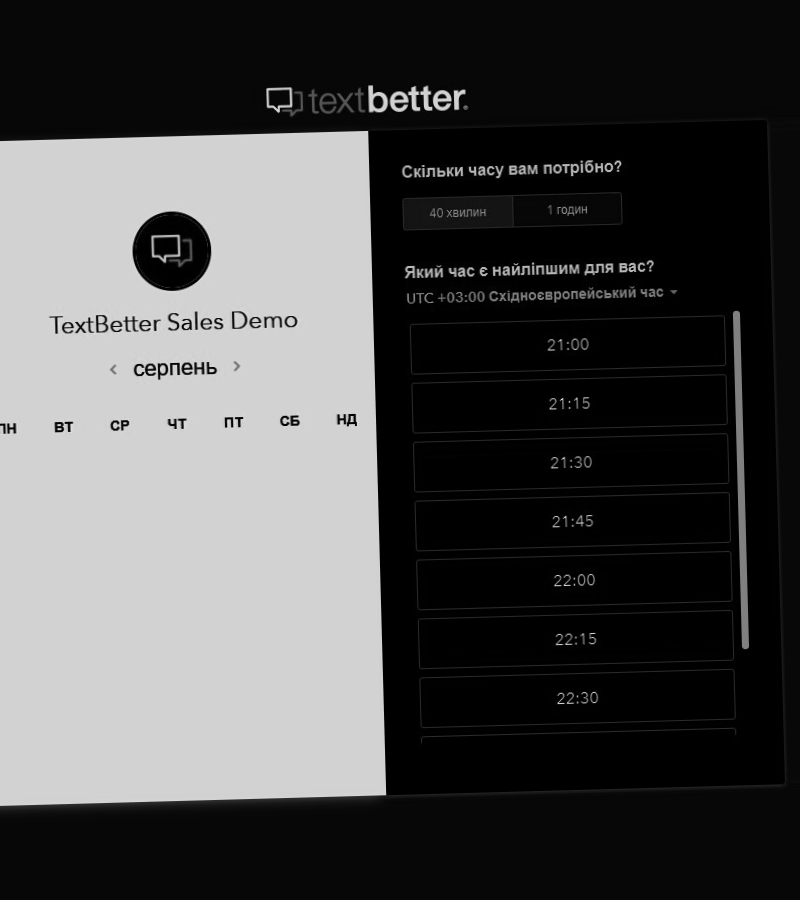 textbetter.
TextBetter Sales Demo
серпень
ПН ВТ СР ЧТ ПТ СБ НД
Скільки часу вам потрібно?
40 хвилин 1 годин
Який час є найліпшим для вас?
UTC +03:00 Східноєвропейський час
21:00
21:15
21:30
21:45
22:00
22:15
22:30